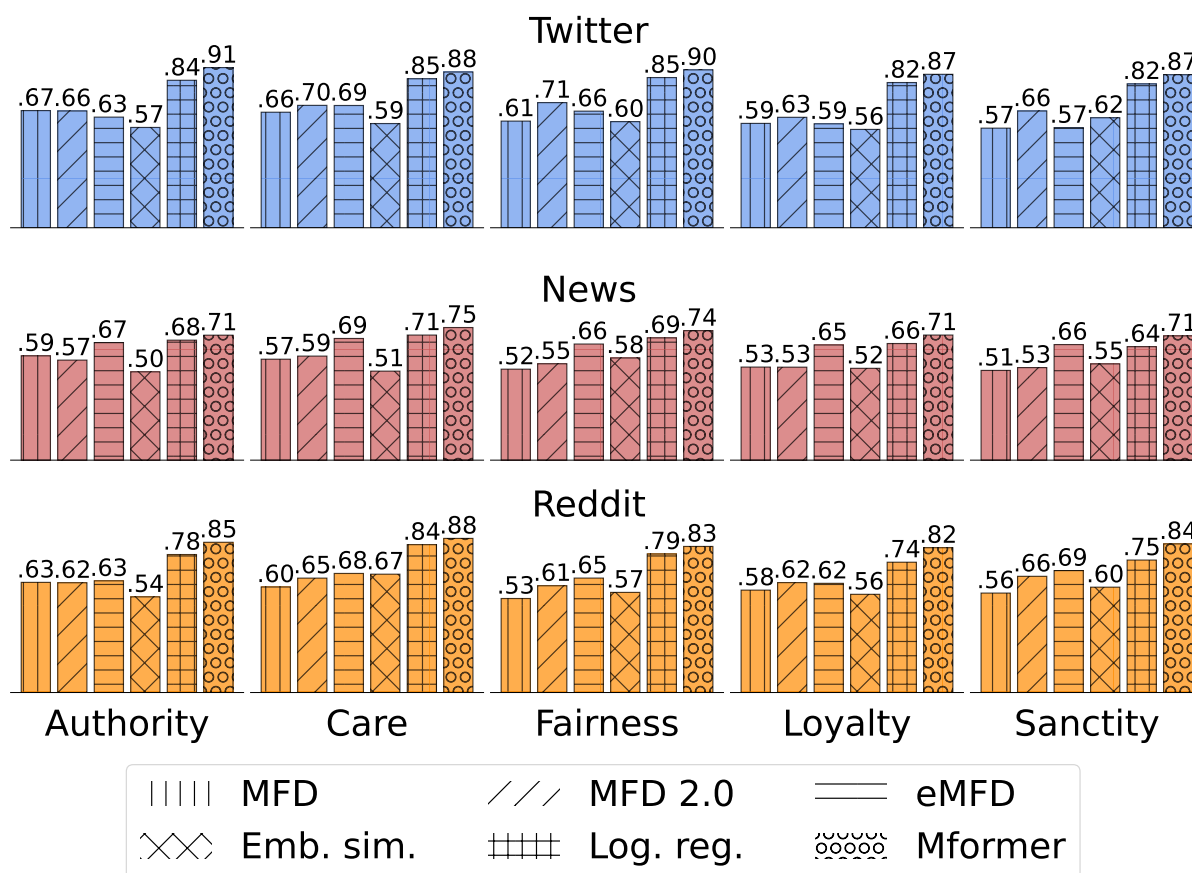 Twitter
.67 .66 .63 .57 .84 .91 .66 .70 .69 .59 .85 .88 .61 .71 .66 .60 .85 .90 .59 .63 .59 .56 .82 .87 .57 .66 .57 .62 .82 .87
News
.59 .57 .67 .50 .68 .71 .57 .59 .69 .51 .71 .75 .52 .55 .66 .58 .69 .74 .53 .53 .65 .52 .66 .71 .51 .53 .66 .55 .64 .71
Reddit
.63 .62 .63 .54 .78 .85 .60 .65 .68 .67 .84 .88 .53 .61 .65 .57 .79 .83 .58 .62 .62 .56 .74 .82 .56 .66 .69 .60 .75 .84
Authority Care Fairness Loyalty Sanctity
MFD MFD 2.0 eMFD
Emb. sim. Log. reg. Mformer